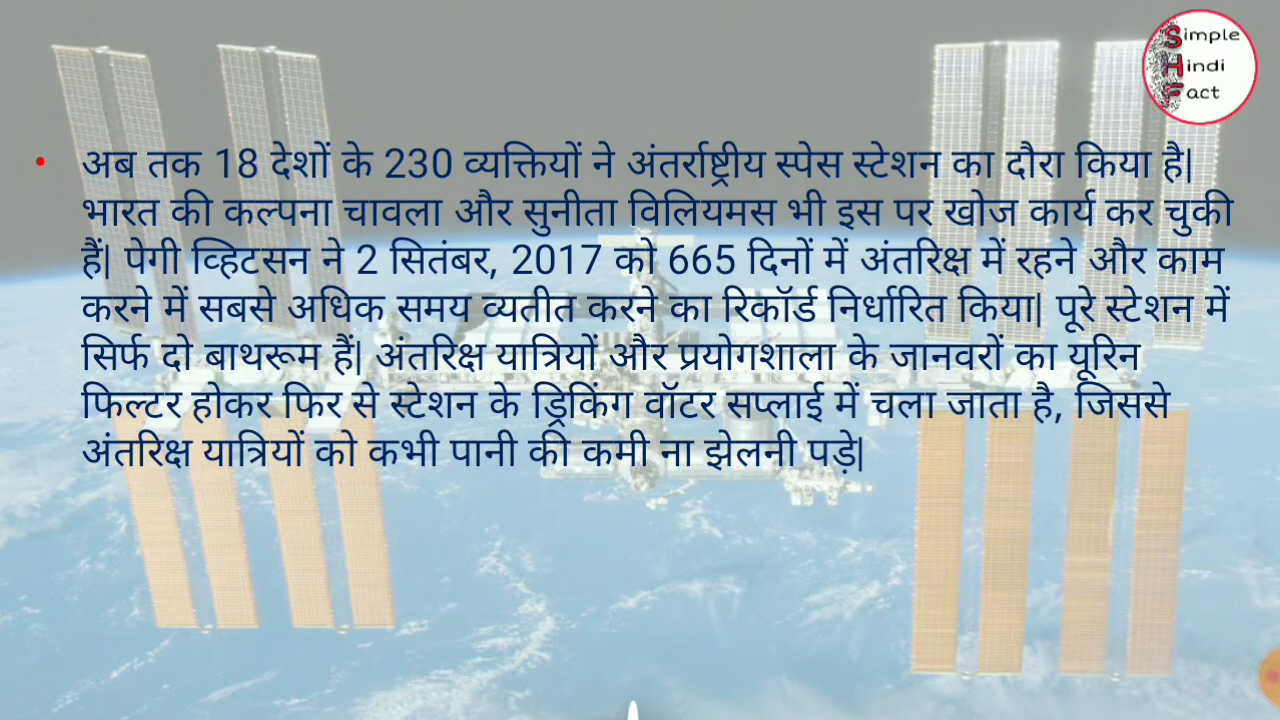 Simple
Hindi
Fact
• अब तक 18 देशों के 230 व्यक्तियों ने अंतर्राष्ट्रीय स्पेस स्टेशन का दौरा किया है|
भारत की कल्पना चावला और सुनीता विलियमस भी इस पर खोज कार्य कर चुकी
हैं| पेगी व्हिटसन ने 2 सितंबर, 2017 को 665 दिनों में अंतरिक्ष में रहने और काम
करने में सबसे अधिक समय व्यतीत करने का रिकॉर्ड निर्धारित किया| पूरे स्टेशन में
सिर्फ दो बाथरूम हैं| अंतरिक्ष यात्रियों और प्रयोगशाला के जानवरों का यूरिन
फिल्टर होकर फिर से स्टेशन के ड्रिकिंग वॉटर सप्लाई में चला जाता है, जिससे
अंतरिक्ष यात्रियों को कभी पानी की कमी ना झेलनी पड़े|